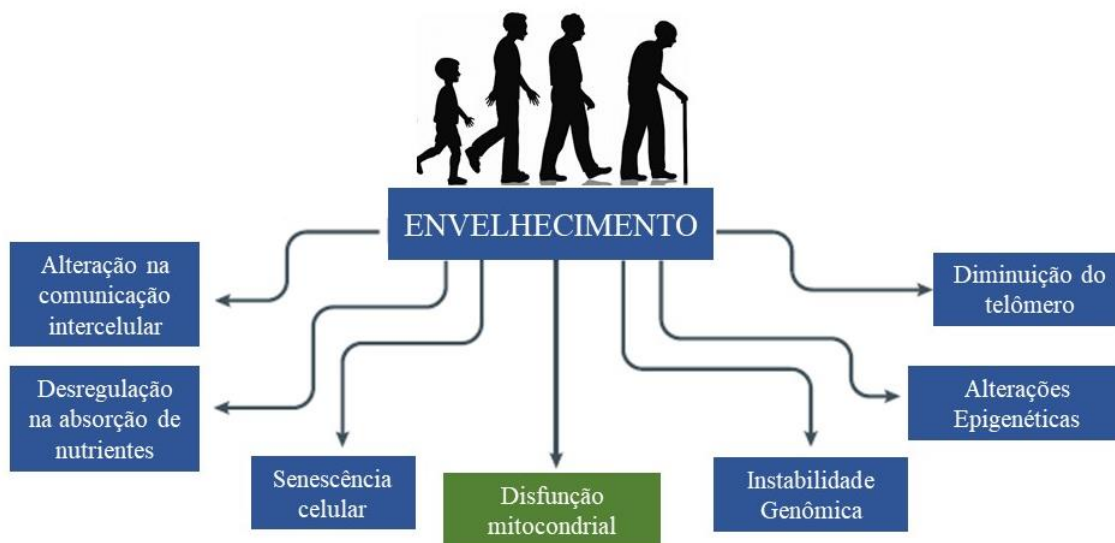 ENVELHECIMENTO
Alteração na
comunicação
intercelular
Desregulação
na absorção de
nutrientes
Senescência
celular
Disfunção
mitocondrial
Instabilidade
Genômica
Alterações
Epigenéticas
Diminuição do
telômero